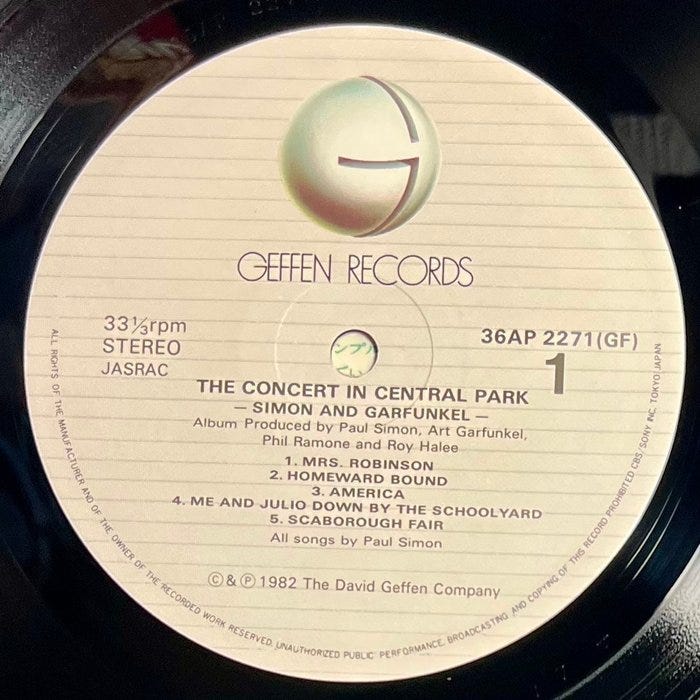 GEFFEN RECORDS
33⅓rpm
STEREO
JASRAC
36AP 2271(GF)
1
THE CONCERT IN CENTRAL PARK
— SIMON AND GARFUNKEL —
Album Produced by Paul Simon, Art Garfunkel,
Phil Ramone and Roy Halee
1. MRS. ROBINSON
2. HOMEWARD BOUND
3. AMERICA
4. ME AND JULIO DOWN BY THE SCHOOLYARD
5. SCABOROUGH FAIR
All songs by Paul Simon
Ⓒ & Ⓟ 1982 The David Geffen Company
ALL RIGHTS OF THE MANUFACTURER AND OF THE OWNER OF THE RECORDED WORK RESERVED. UNAUTHORIZED PUBLIC PERFORMANCE, BROADCASTING AND COPYING OF THIS RECORD PROHIBITED CBS/SONY INC. TOKYO JAPAN